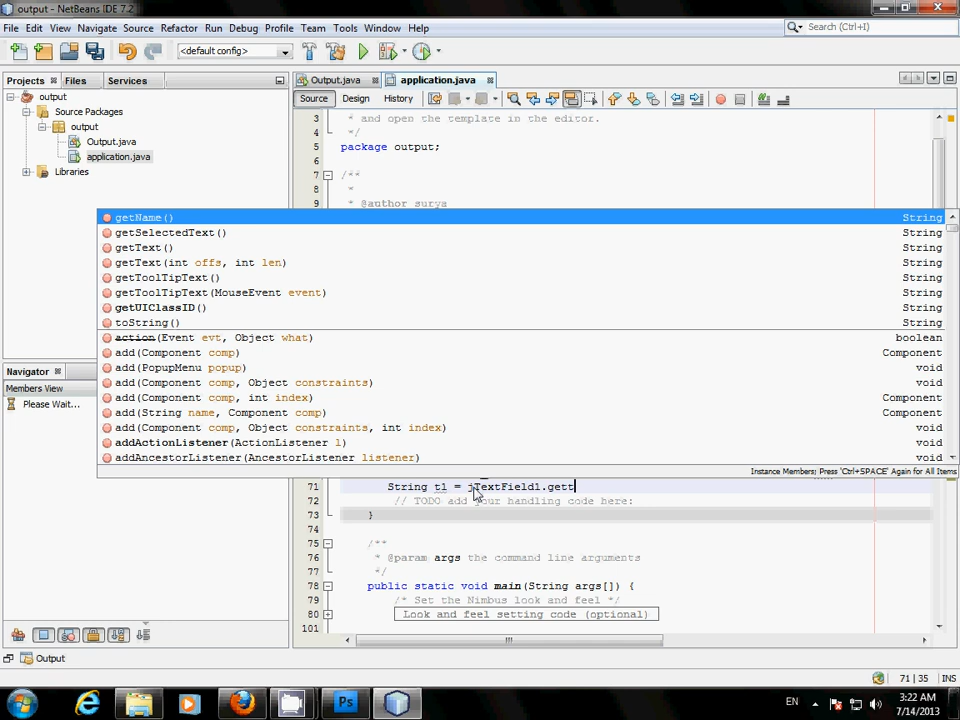 output - NetBeans IDE 7.2
File Edit View Navigate Source Refactor Run Debug Profile Team Tools Window Help
Search (Ctrl+I)
<default config>
Projects Files Services
Output.java application.java
output
Source Packages
output
Output.java
application.java
Libraries
Source Design History
3 * and open the template in the editor.
4 */
5 package output;
6
7 /**
8 *
9 * @author surya
getName() String
getSelectedText() String
getText() String
getText(int offs, int len) String
getToolTipText() String
getToolTipText(MouseEvent event) String
getUIClassID() String
toString() String
action(Event evt, Object what) boolean
add(Component comp) Component
add(PopupMenu popup) void
add(Component comp, Object constraints) void
add(Component comp, int index) Component
add(String name, Component comp) Component
add(Component comp, Object constraints, int index) void
addActionListener(ActionListener l) void
addAncestorListener(AncestorListener listener) void
Instance Members; Press 'Ctrl+SPACE' Again for All Items
Navigator
Members View
Please Wait...
71 String t1 = jTextField1.gett
72 // TODO add your handling code here:
73 }
74
75 /**
76 * @param args the command line arguments
77 */
78 public static void main(String args[]) {
79 /* Set the Nimbus look and feel */
80 Look and feel setting code (optional)
101
Output
71 | 35 INS
EN
3:22 AM
7/14/2013
Ps